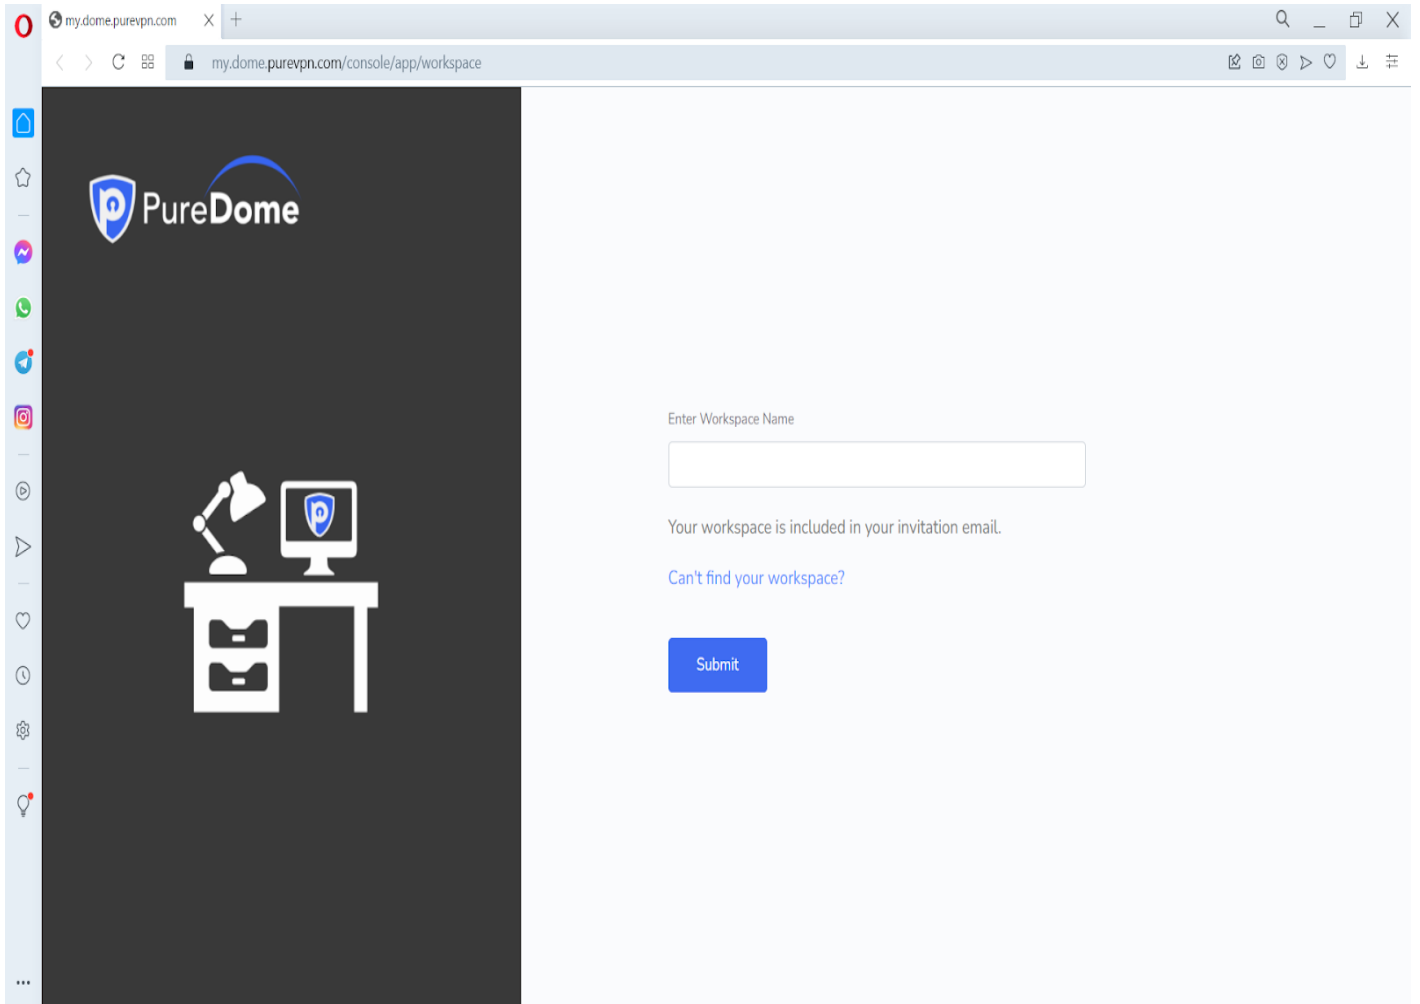 my.dome.purevpn.com
my.dome.purevpn.com/console/app/workspace
PureDome
Enter Workspace Name
Your workspace is included in your invitation email.
Can't find your workspace?
Submit